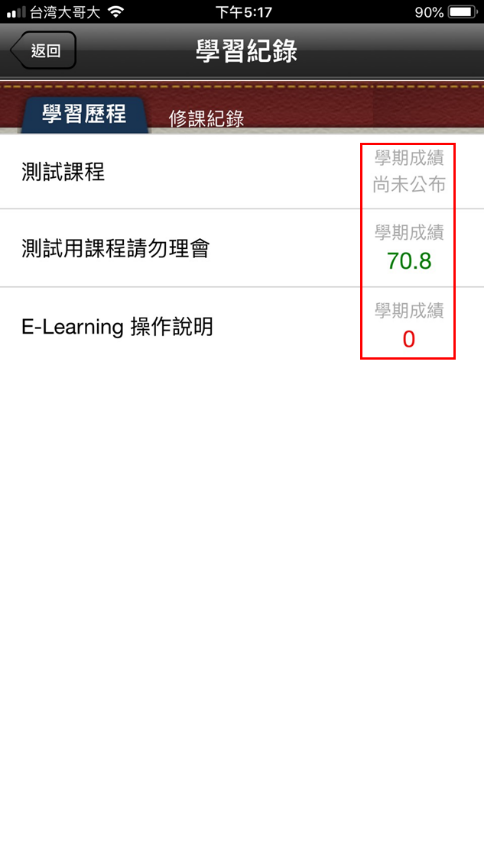 台湾大哥大 下午5:17 90%
返回 學習紀錄
學習歷程 修課紀錄
測試課程
學期成績
尚未公布
測試用課程請勿理會
學期成績
70.8
E-Learning 操作說明
學期成績
0